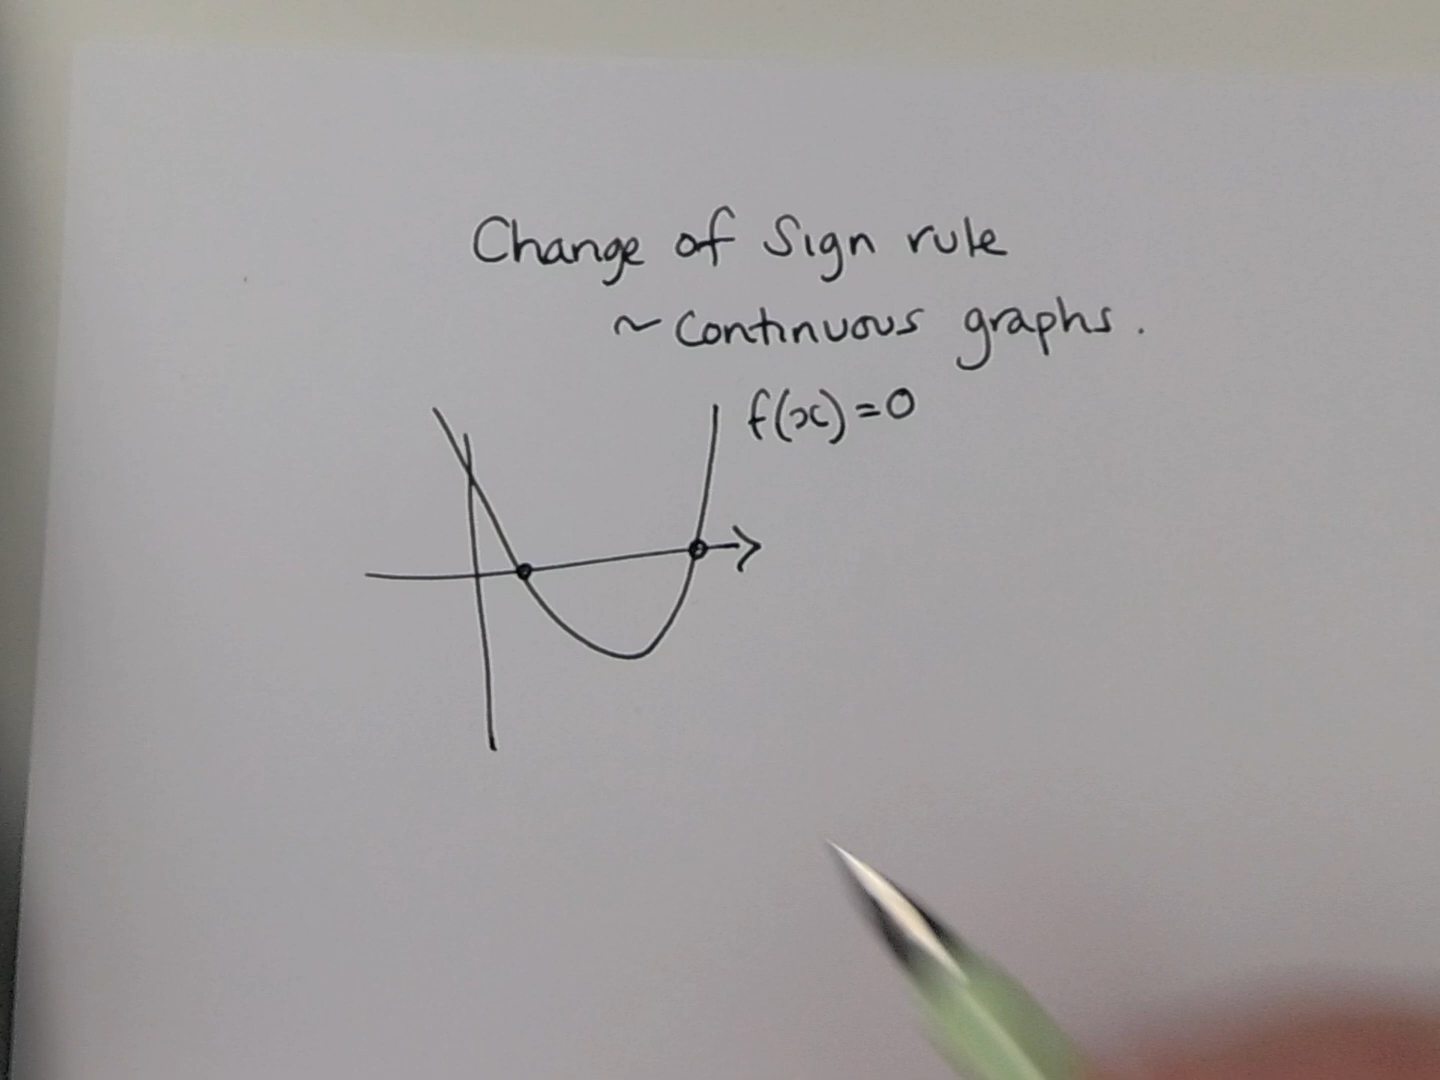 Change of Sign rule
~ Continuous graphs.
f(x)=0